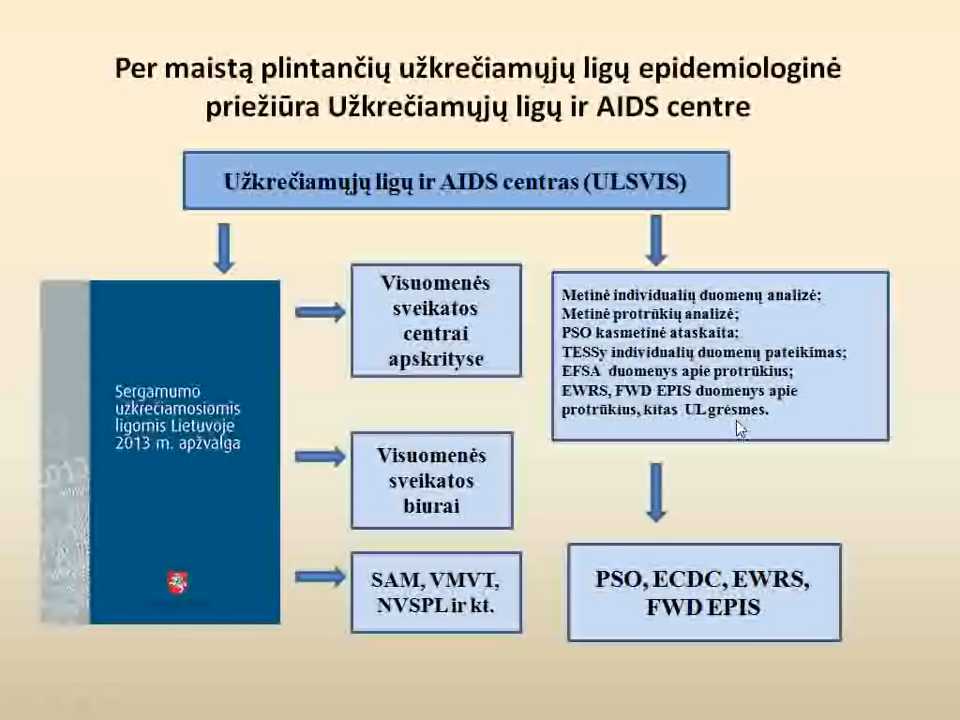 Per maistą plintančių užkrečiamųjų ligų epidemiologinė
priežiūra Užkrečiamųjų ligų ir AIDS centre
Užkrečiamųjų ligų ir AIDS centras (ULSVIS)
Sergamumo
užkrečiamosiomis
ligomis Lietuvoje
2013 m. apžvalga
2013
Visuomenės
sveikatos
centrai
apskrityse
Visuomenės
sveikatos
biurai
SAM, VMVT,
NVSPL ir kt.
Metinė individualių duomenų analizė;
Metinė protrūkių analizė;
PSO kasmetinė ataskaita;
TESSy individualių duomenų pateikimas;
EFSA duomenys apie protrūkius;
EWRS, FWD EPIS duomenys apie
protrūkius, kitas UL grėsmes.
PSO, ECDC, EWRS,
FWD EPIS